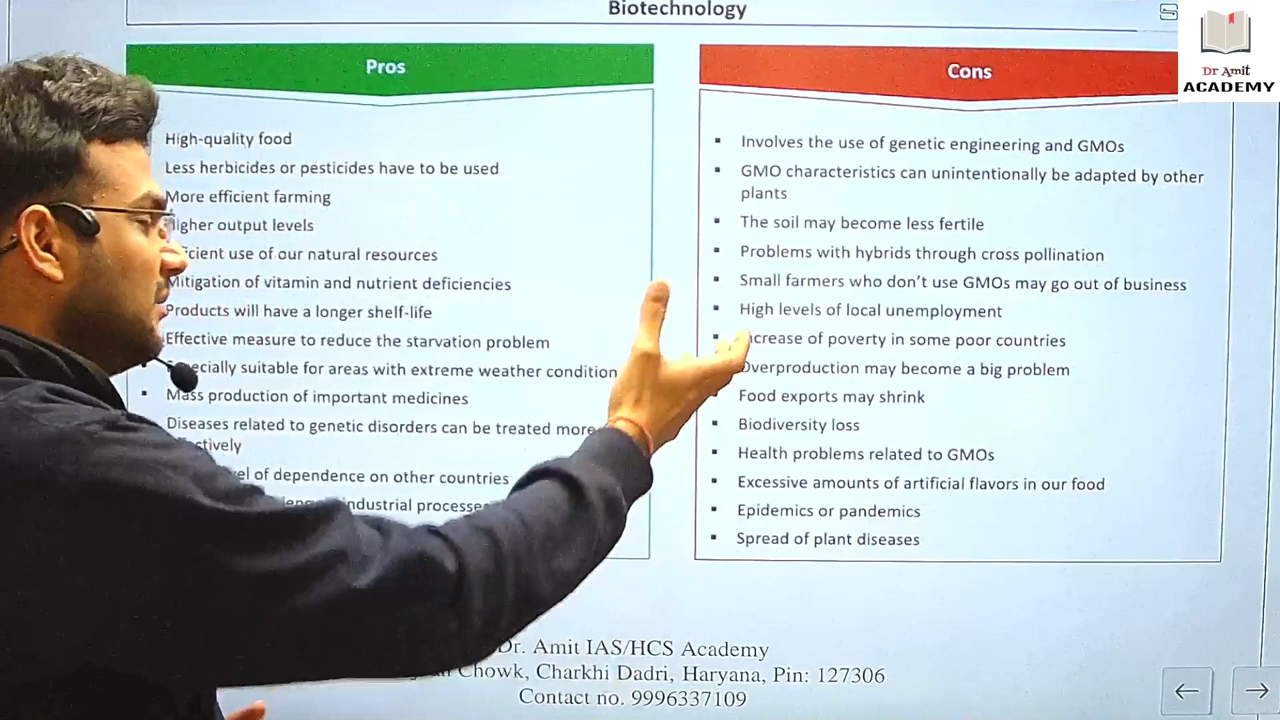 Biotechnology
Dr Amit
ACADEMY
Pros
High-quality food
Less herbicides or pesticides have to be used
More efficient farming
output levels
use of our natural resources
Mitigation of vitamin and nutrient deficiencies
Products will have a longer shelf-life
Effective measure to reduce the starvation problem
suitable for areas with extreme weather condition
Mass production of important medicines
Diseases related to genetic disorders can be treated more
of dependence on other countries
industrial processes
Cons
Involves the use of genetic engineering and GMOs
GMO characteristics can unintentionally be adapted by other
plants
The soil may become less fertile
Problems with hybrids through cross pollination
Small farmers who don't use GMOs may go out of business
High levels of local unemployment
of poverty in some poor countries
Overproduction may become a big problem
Food exports may shrink
Biodiversity loss
Health problems related to GMOs
Excessive amounts of artificial flavors in our food
Epidemics or pandemics
Spread of plant diseases
Dr. Amit IAS/HCS Academy
Chowk, Charkhi Dadri, Haryana, Pin: 127306
Contact no. 9996337109